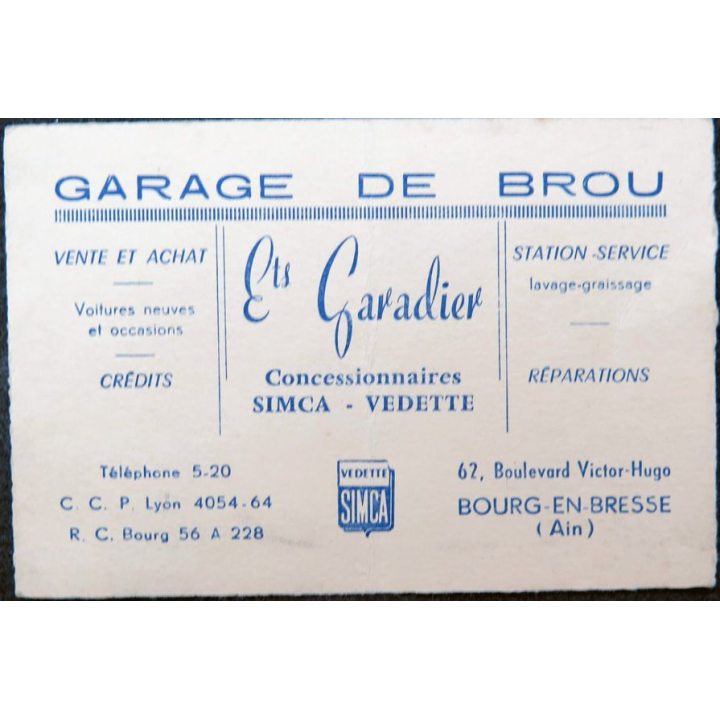 GARAGE DE BROU
VENTE ET ACHAT
Voitures neuves
et occasions
CRÉDITS
Ets Garadier
Concessionnaires
SIMCA - VEDETTE
STATION-SERVICE
lavage-graissage
RÉPARATIONS
Téléphone 5-20
C. C. P. Lyon 4054-64
R. C. Bourg 56 A 228
VEDETTE
SIMCA
62, Boulevard Victor-Hugo
BOURG-EN-BRESSE
(Ain)